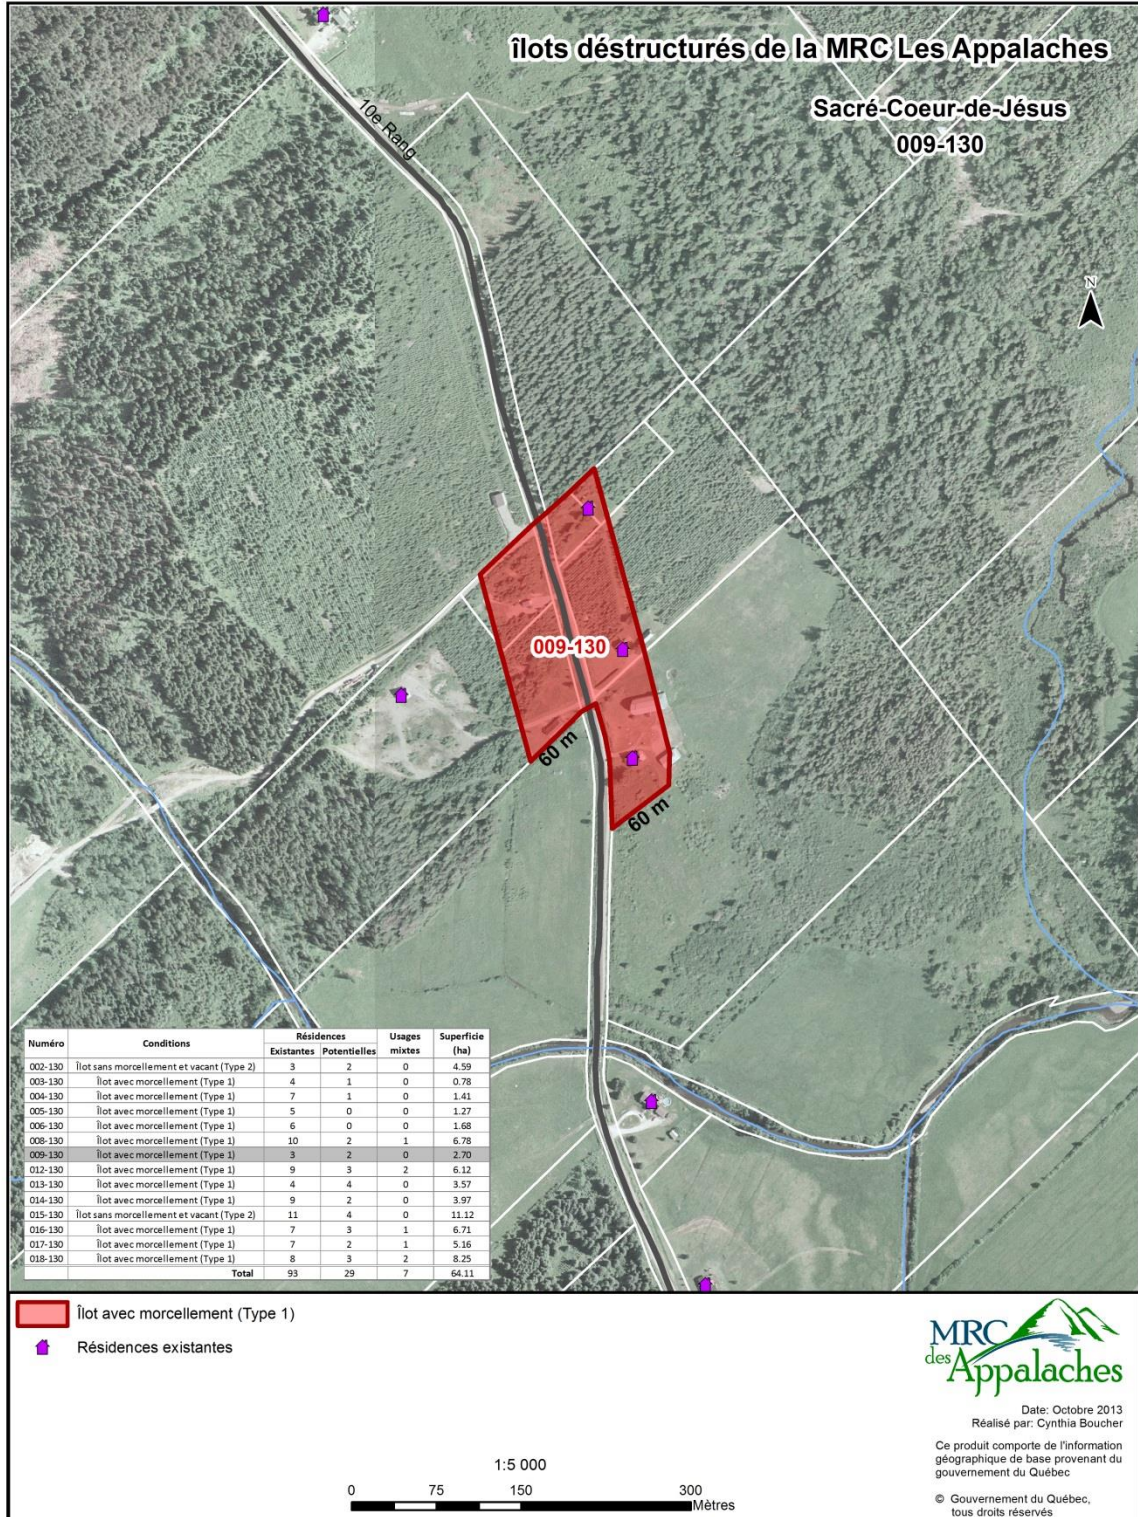 îlots déstructurés de la MRC Les Appalaches
Sacré-Coeur-de-Jésus
009-130
10e Rang
N
009-130
60 m
60 m
Numéro Conditions Résidences Usages mixtes Superficie (ha)
Existantes Potentielles
002-130 Îlot sans morcellement et vacant (Type 2) 3 2 0 4.59
003-130 Îlot avec morcellement (Type 1) 4 1 0 0.78
004-130 Îlot avec morcellement (Type 1) 7 1 0 1.41
005-130 Îlot avec morcellement (Type 1) 5 0 0 1.27
006-130 Îlot avec morcellement (Type 1) 6 0 0 1.68
008-130 Îlot avec morcellement (Type 1) 10 2 1 6.78
009-130 Îlot avec morcellement (Type 1) 3 2 0 2.70
012-130 Îlot avec morcellement (Type 1) 9 3 2 6.12
013-130 Îlot avec morcellement (Type 1) 4 4 0 3.57
014-130 Îlot avec morcellement (Type 1) 9 2 0 3.97
015-130 Îlot sans morcellement et vacant (Type 2) 11 4 0 11.12
016-130 Îlot avec morcellement (Type 1) 7 3 1 6.71
017-130 Îlot avec morcellement (Type 1) 7 2 1 5.16
018-130 Îlot avec morcellement (Type 1) 8 3 2 8.25
Total 93 29 7 64.11
Îlot avec morcellement (Type 1)
Résidences existantes
1:5 000
0 75 150 300
Mètres
MRC
des Appalaches
Date: Octobre 2013
Réalisé par: Cynthia Boucher
Ce produit comporte de l'information
géographique de base provenant du
gouvernement du Québec
© Gouvernement du Québec,
tous droits réservés